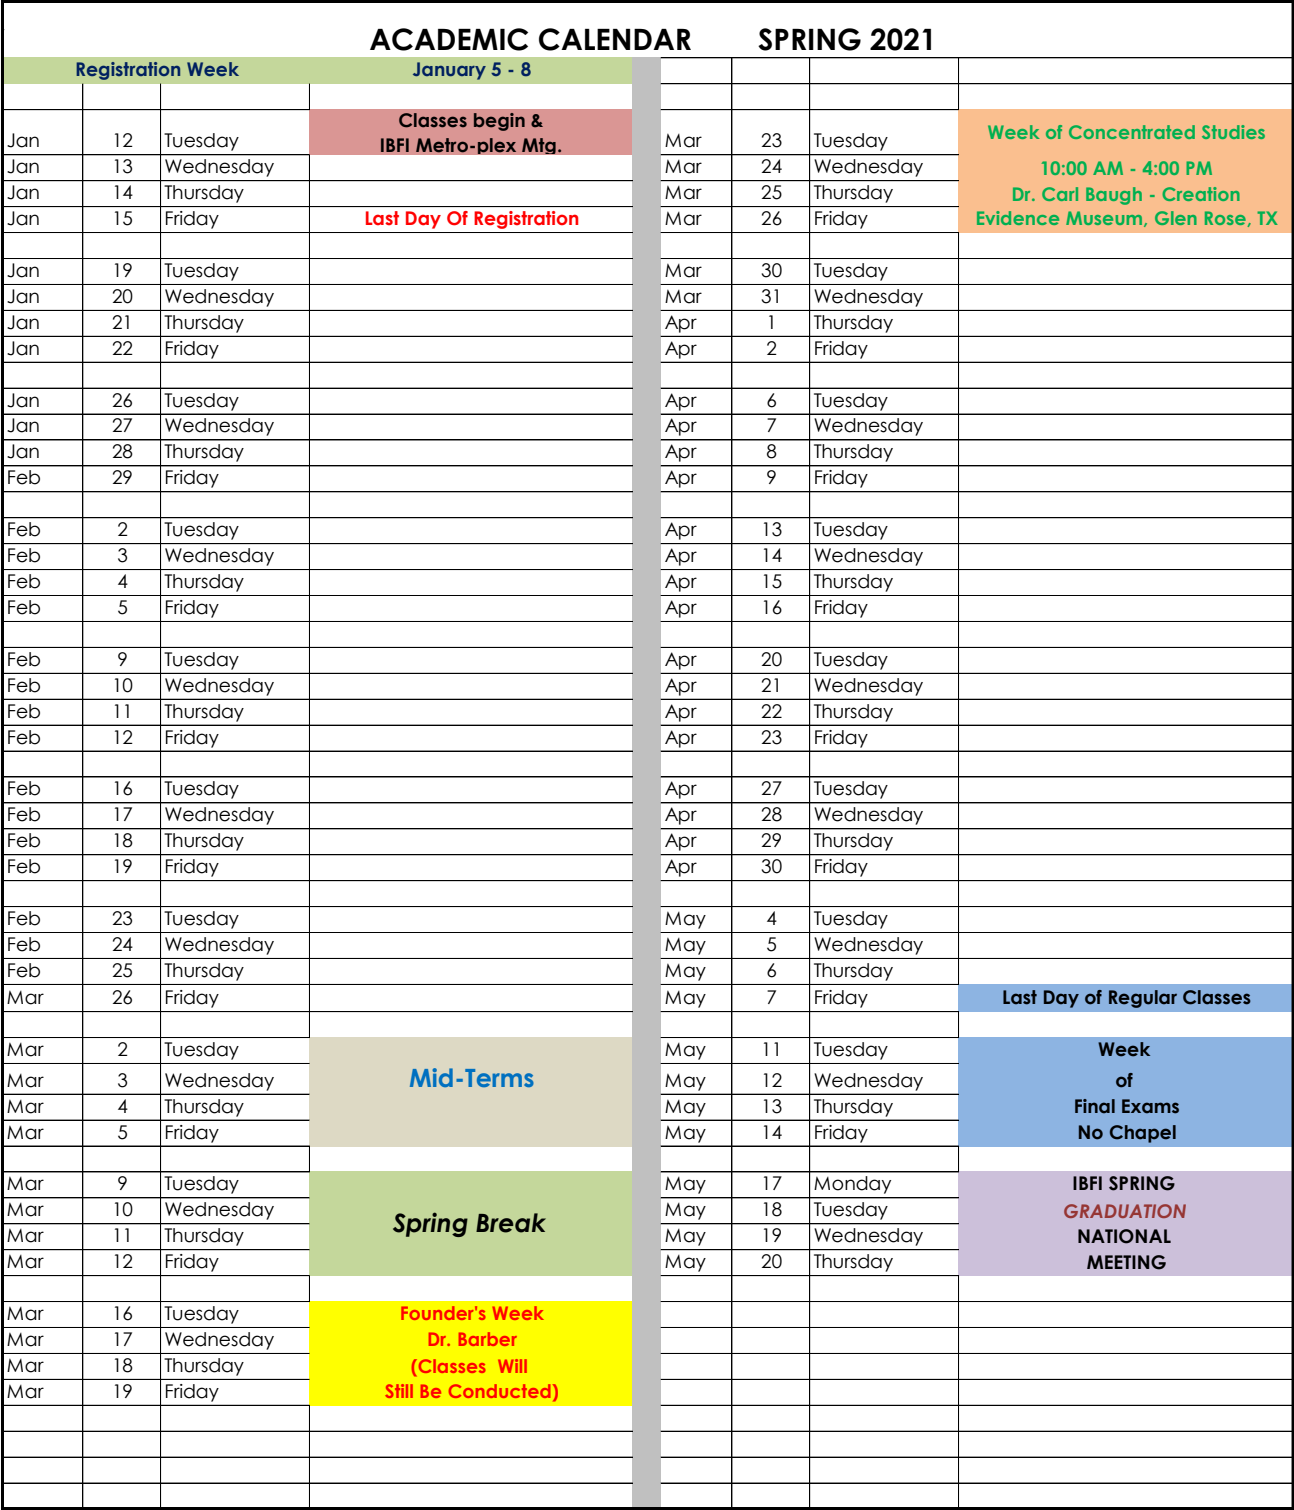 ACADEMIC CALENDAR SPRING 2021
Registration Week January 5 - 8
Classes begin &
Jan 12 Tuesday IBFI Metro-plex Mtg.
Jan 13 Wednesday
Jan 14 Thursday
Jan 15 Friday Last Day Of Registration
Jan 19 Tuesday
Jan 20 Wednesday
Jan 21 Thursday
Jan 22 Friday
Jan 26 Tuesday
Jan 27 Wednesday
Jan 28 Thursday
Feb 29 Friday
Feb 2 Tuesday
Feb 3 Wednesday
Feb 4 Thursday
Feb 5 Friday
Feb 9 Tuesday
Feb 10 Wednesday
Feb 11 Thursday
Feb 12 Friday
Feb 16 Tuesday
Feb 17 Wednesday
Feb 18 Thursday
Feb 19 Friday
Feb 23 Tuesday
Feb 24 Wednesday
Feb 25 Thursday
Mar 26 Friday
Mar 2 Tuesday
Mar 3 Wednesday Mid-Terms
Mar 4 Thursday
Mar 5 Friday
Mar 9 Tuesday
Mar 10 Wednesday Spring Break
Mar 11 Thursday
Mar 12 Friday
Mar 16 Tuesday Founder's Week
Mar 17 Wednesday Dr. Barber
Mar 18 Thursday (Classes Will
Mar 19 Friday Still Be Conducted)
Mar 23 Tuesday Week of Concentrated Studies
Mar 24 Wednesday 10:00 AM - 4:00 PM
Mar 25 Thursday Dr. Carl Baugh - Creation
Mar 26 Friday Evidence Museum, Glen Rose, TX
Mar 30 Tuesday
Mar 31 Wednesday
Apr 1 Thursday
Apr 2 Friday
Apr 6 Tuesday
Apr 7 Wednesday
Apr 8 Thursday
Apr 9 Friday
Apr 13 Tuesday
Apr 14 Wednesday
Apr 15 Thursday
Apr 16 Friday
Apr 20 Tuesday
Apr 21 Wednesday
Apr 22 Thursday
Apr 23 Friday
Apr 27 Tuesday
Apr 28 Wednesday
Apr 29 Thursday
Apr 30 Friday
May 4 Tuesday
May 5 Wednesday
May 6 Thursday
May 7 Friday Last Day of Regular Classes
May 11 Tuesday Week
May 12 Wednesday of
May 13 Thursday Final Exams
May 14 Friday No Chapel
May 17 Monday IBFI SPRING
May 18 Tuesday GRADUATION
May 19 Wednesday NATIONAL
May 20 Thursday MEETING